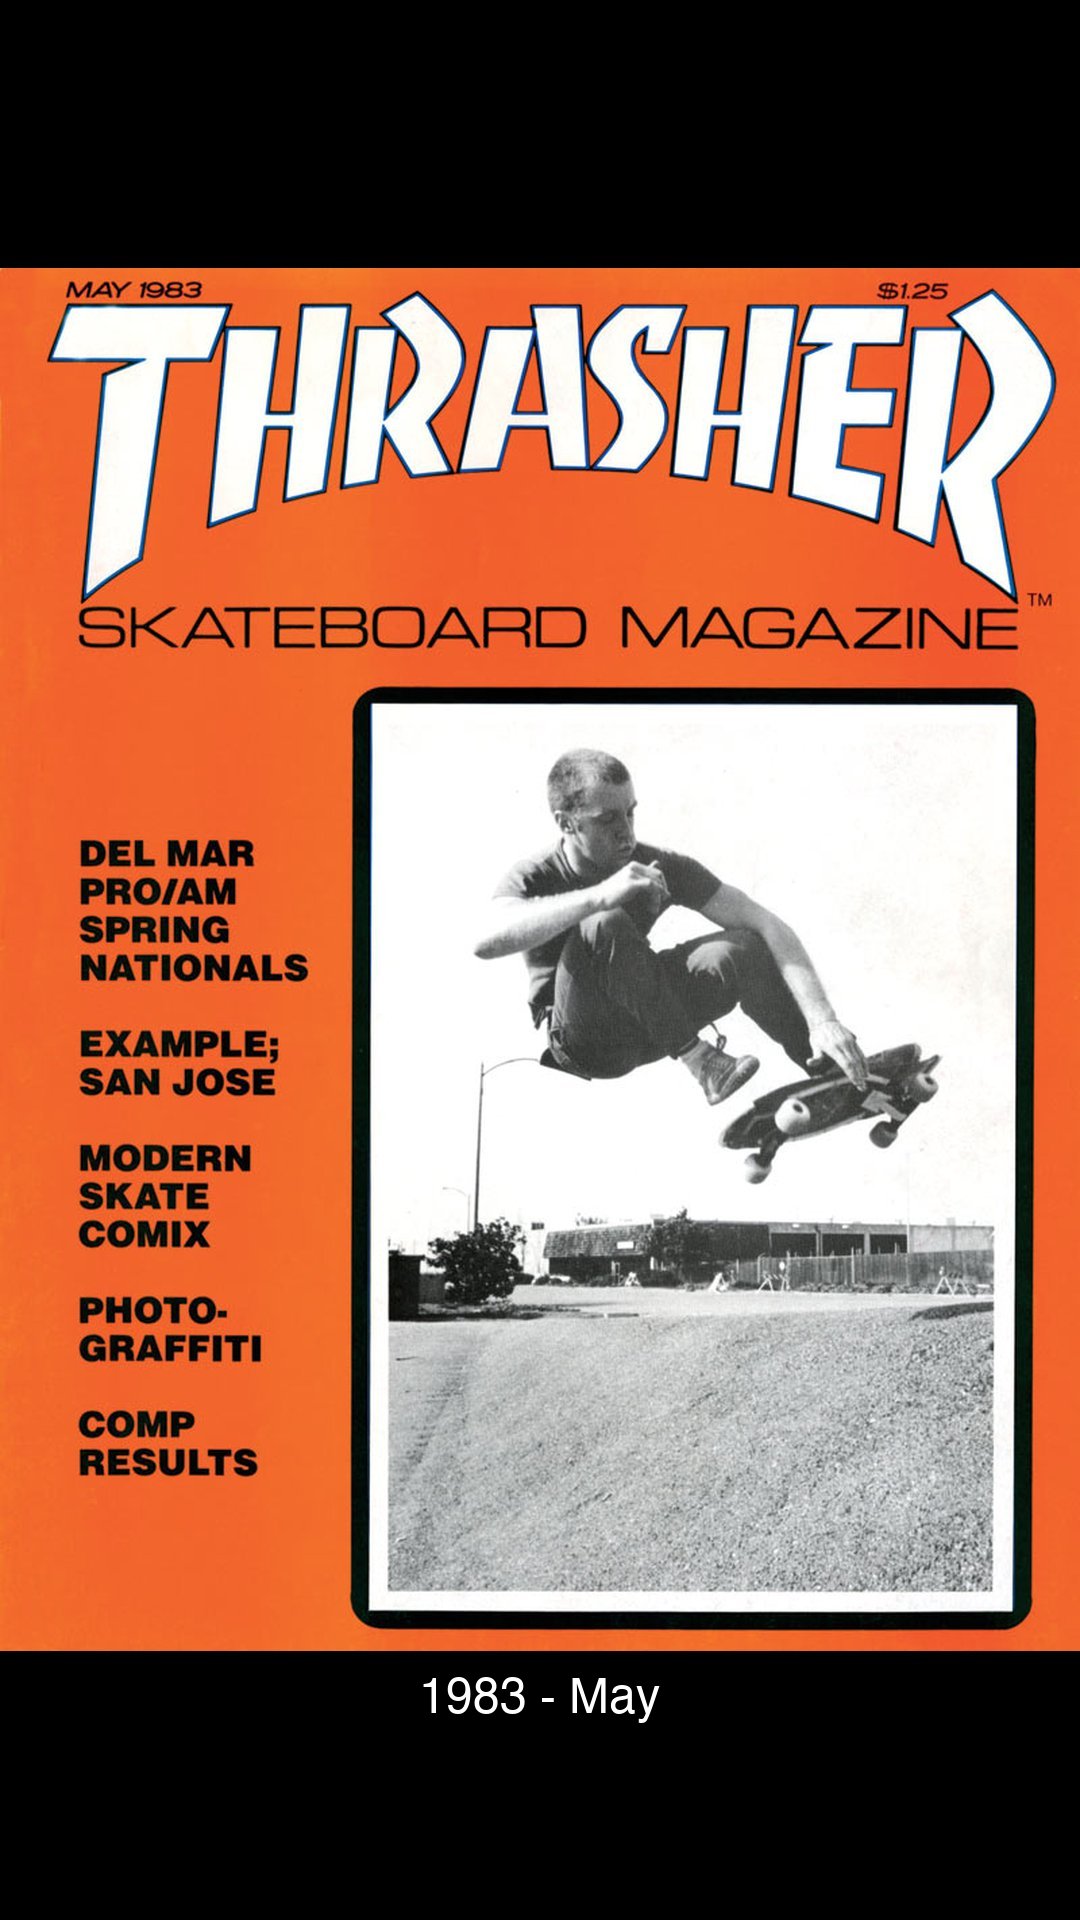 MAY 1983
$1.25
THRASHER
TM
SKATEBOARD MAGAZINE
DEL MAR
PRO/AM
SPRING
NATIONALS
EXAMPLE;
SAN JOSE
MODERN
SKATE
COMIX
PHOTO-
GRAFFITI
COMP
RESULTS
1983 - May